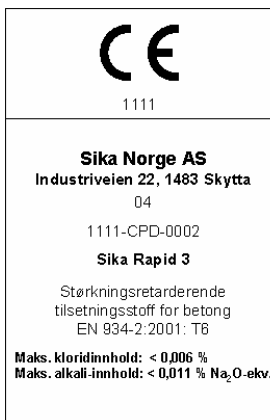 CE
1111
Sika Norge AS
Industriveien 22, 1483 Skytta
04
1111-CPD-0002
Sika Rapid 3
Størkningsretarderende
tilsetningsstoff for betong
EN 934-2:2001: T6
Maks. kloridinnhold: < 0,006 %
Maks. alkali-innhold: < 0,011 % Na₂O-ekv.